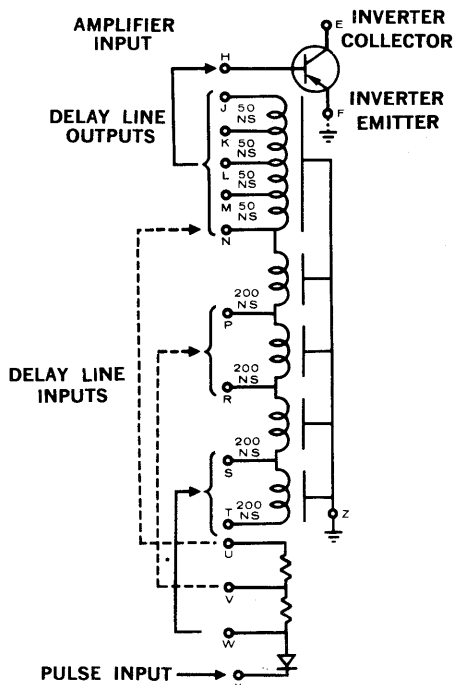 AMPLIFIER
INPUT
H
E
INVERTER
COLLECTOR
F
INVERTER
EMITTER
DELAY LINE
OUTPUTS
J
50
NS
K
50
NS
L
50
NS
M
50
NS
N
200
NS
P
DELAY LINE
INPUTS
200
NS
R
200
NS
S
200
NS
T
Z
U
V
W
PULSE INPUT